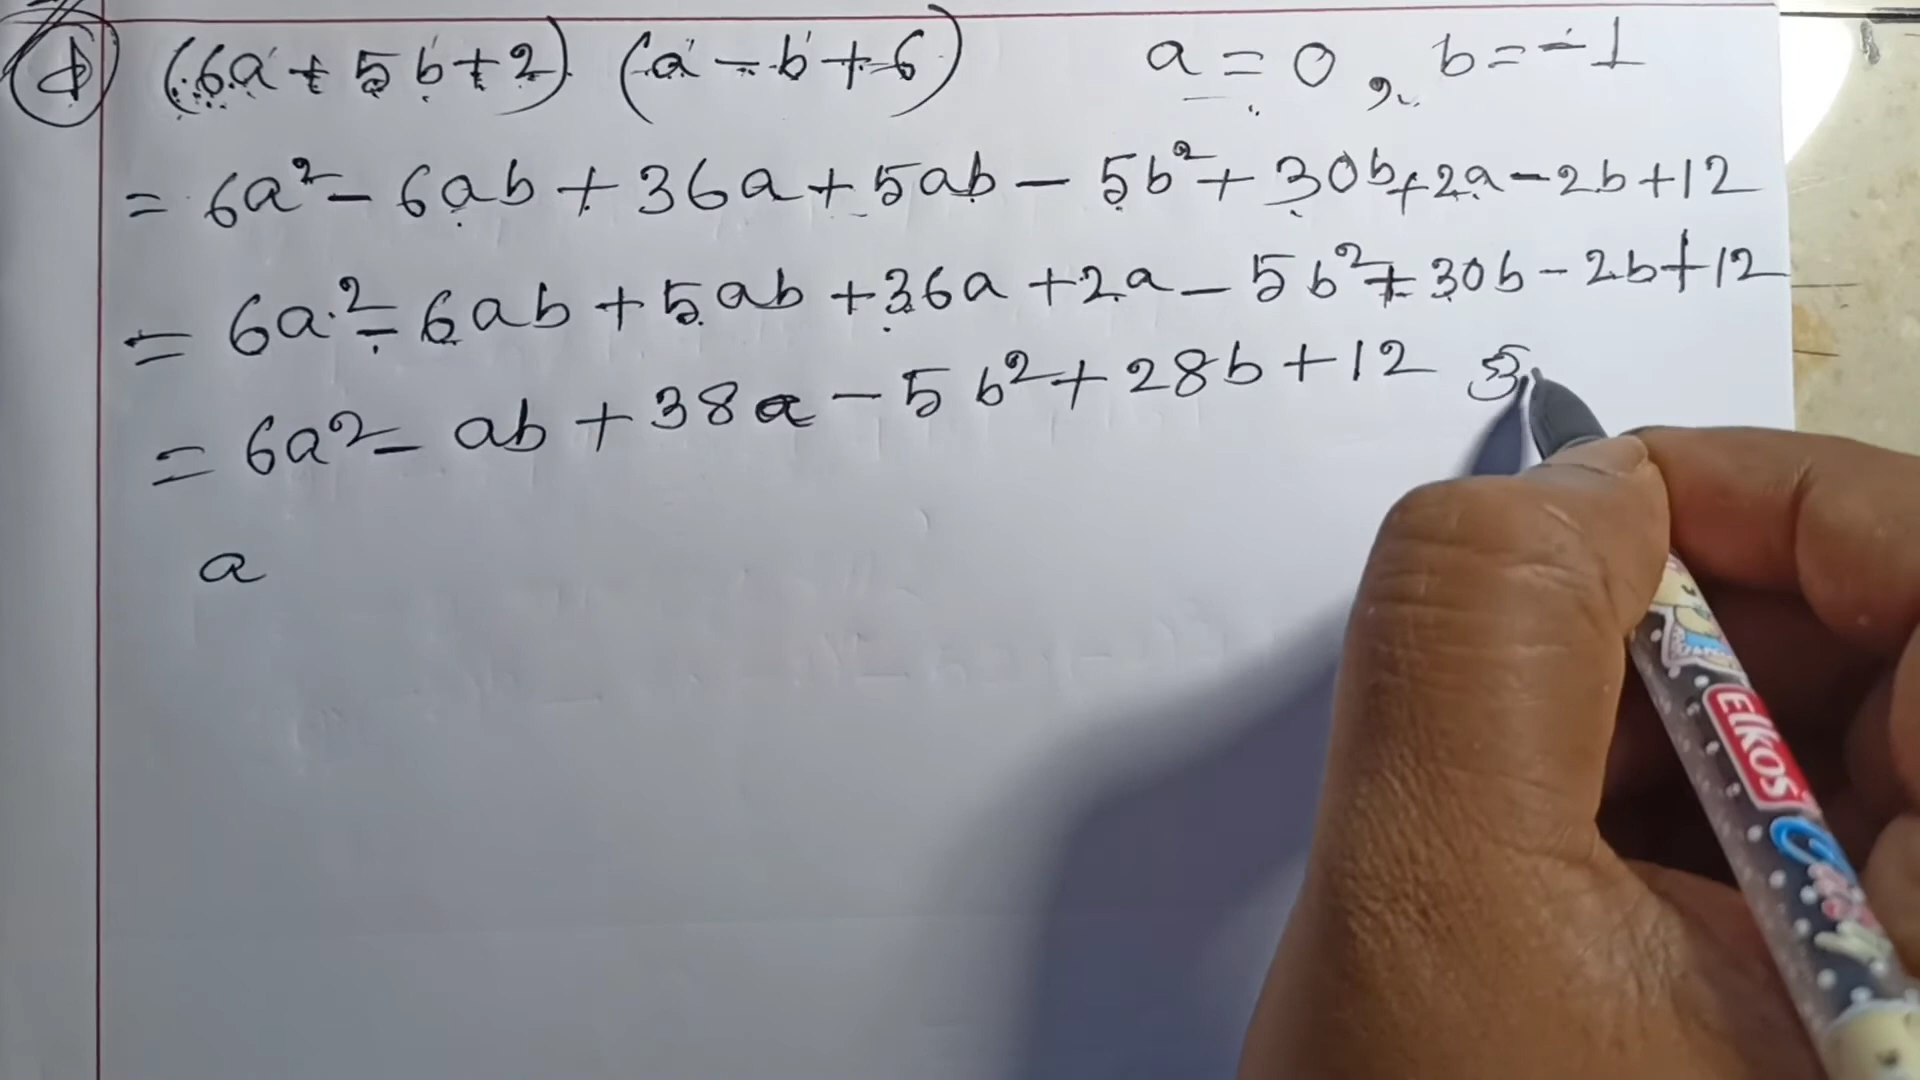 d (6a + 5b + 2) (a - b + 6) a = 0, b = -1
= 6a² - 6ab + 36a + 5ab - 5b² + 30b + 2a - 2b + 12
= 6a² - 6ab + 5ab + 36a + 2a - 5b² + 30b - 2b + 12
= 6a² - ab + 38a - 5b² + 28b + 12
a
Elkos